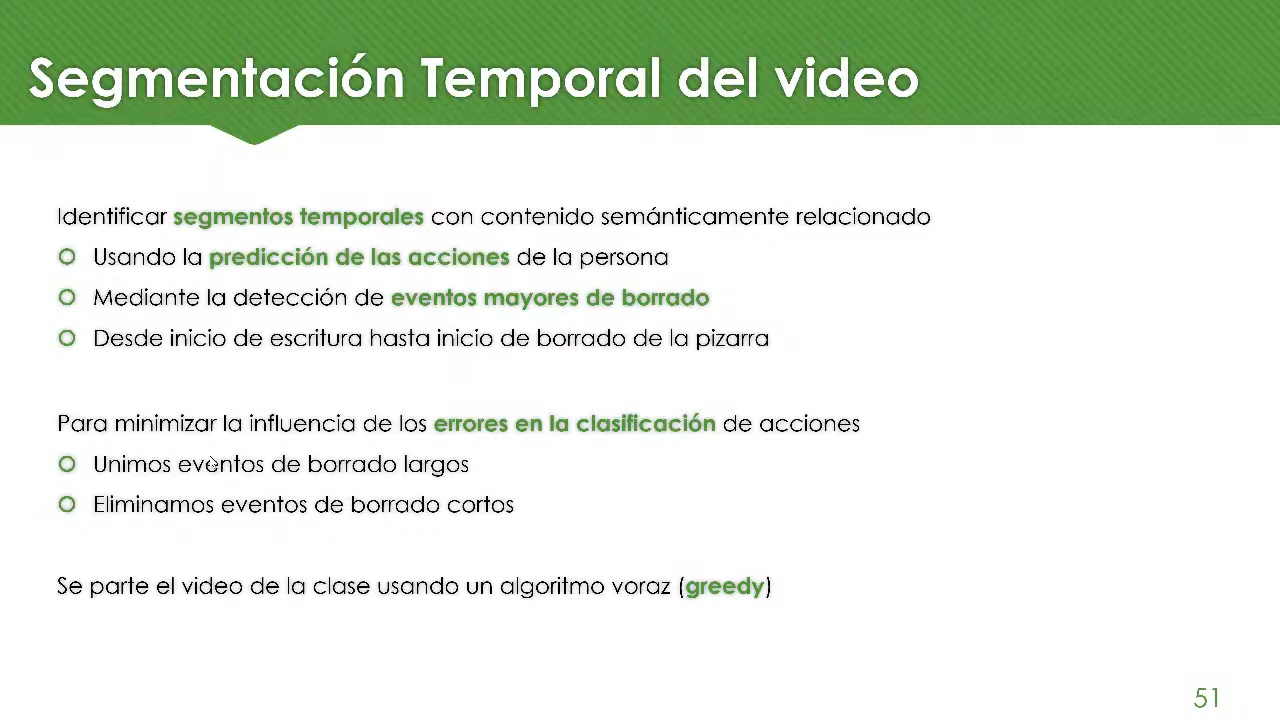 Segmentación Temporal del video
Identificar segmentos temporales con contenido semánticamente relacionado
Usando la predicción de las acciones de la persona
Mediante la detección de eventos mayores de borrado
Desde inicio de escritura hasta inicio de borrado de la pizarra
Para minimizar la influencia de los errores en la clasificación de acciones
Unimos eventos de borrado largos
Eliminamos eventos de borrado cortos
Se parte el video de la clase usando un algoritmo voraz (greedy)
51